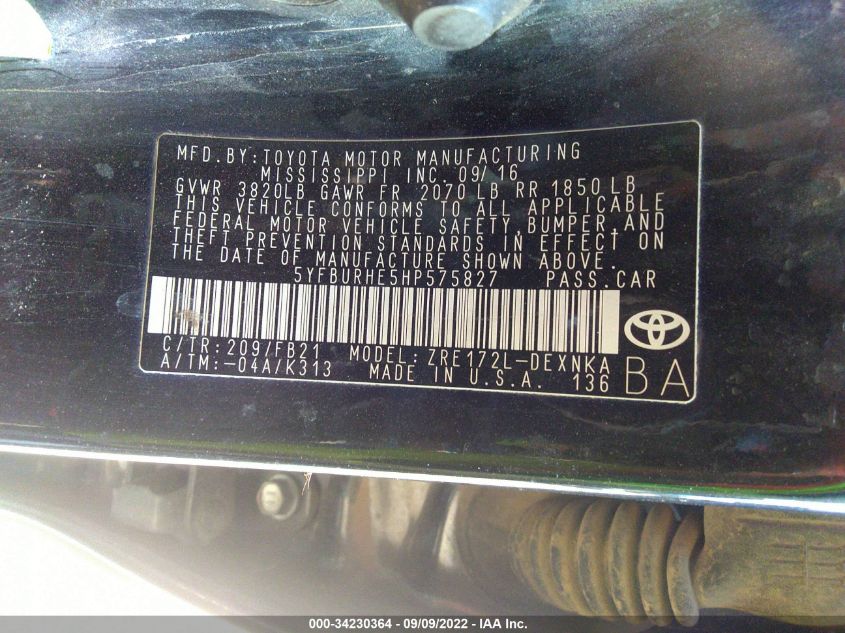 MFD.BY:TOYOTA MOTOR MANUFACTURING
MISSISSIPPI INC.09/16
GVWR 3820LB GAWR FR 2070 LB RR 1850 LB
THIS VEHICLE CONFORMS TO ALL APPLICABLE
FEDERAL MOTOR VEHICLE SAFETY,BUMPER,AND
THEFT PREVENTION STANDARDS IN EFFECT ON
THE DATE OF MANUFACTURE SHOWN ABOVE.
5YFBURHE5HP575827 PASS.CAR
C/TR:209/FB21 MODEL:ZRE172L-DEXNKA
A/TM:-04A/K313 MADE IN U.S.A. 136
BA
000-34230364 - 09/09/2022 - IAA Inc.